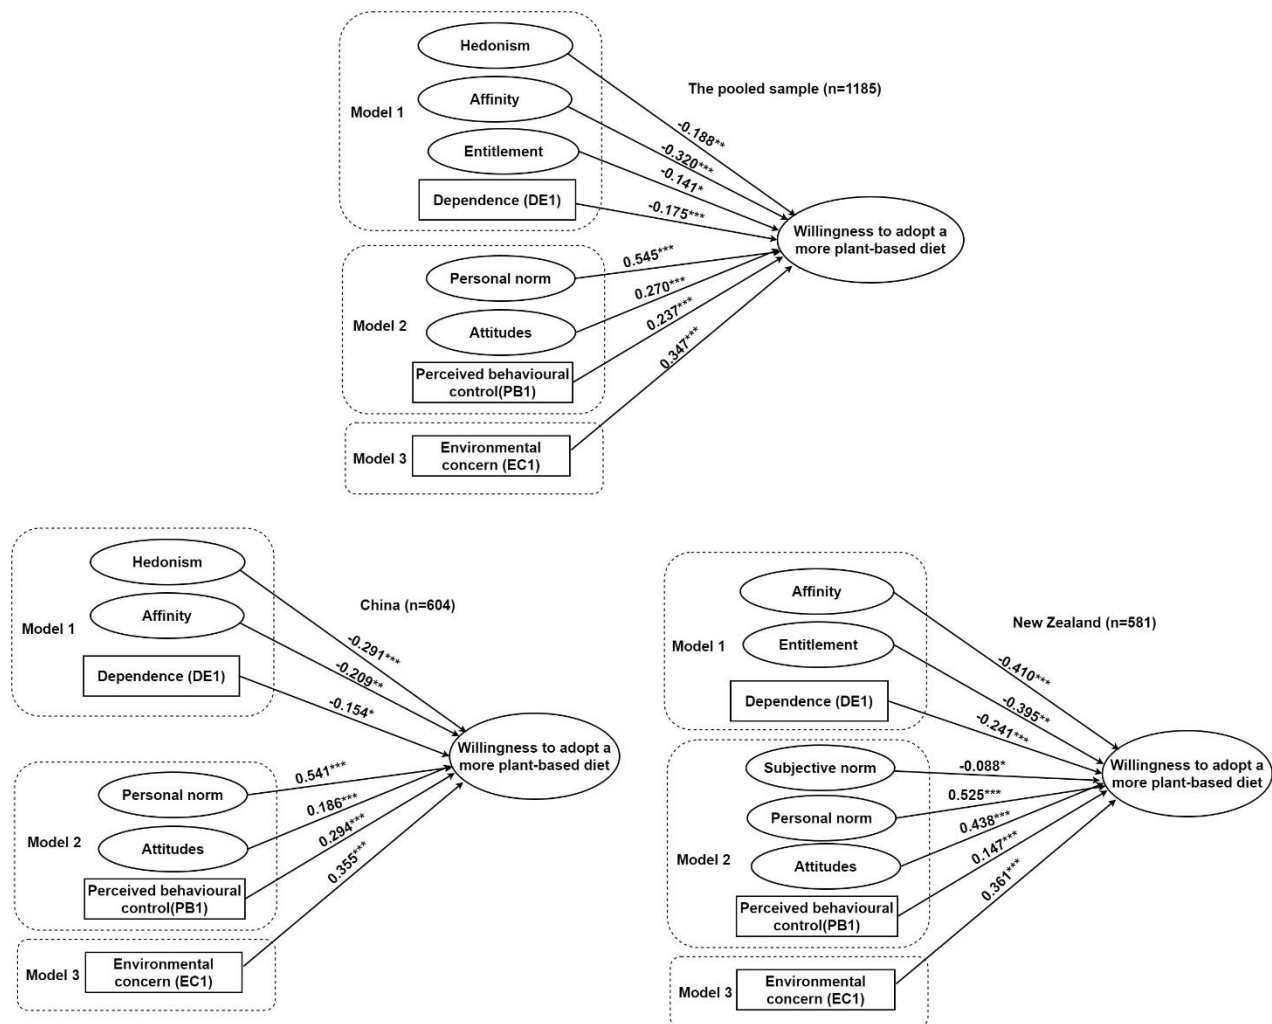 Hedonism
The pooled sample (n=1185)
Affinity
Model 1
Entitlement
Dependence (DE1)
-0.188**
-0.320***
-0.141*
-0.175***
Willingness to adopt a
more plant-based diet
Personal norm
Model 2
Attitudes
Perceived behavioural
control(PB1)
0.545***
0.270***
0.237***
0.347***
Model 3
Environmental
concern (EC1)
Hedonism
China (n=604)
Affinity
Model 1
Dependence (DE1)
-0.291***
-0.209**
-0.154*
Willingness to adopt a
more plant-based diet
Personal norm
Model 2
Attitudes
Perceived behavioural
control(PB1)
0.541***
0.186***
0.294***
0.355***
Model 3
Environmental
concern (EC1)
Affinity
New Zealand (n=581)
Model 1
Entitlement
Dependence (DE1)
-0.410***
-0.395**
-0.241***
Willingness to adopt a
more plant-based diet
Subjective norm
Personal norm
Model 2
Attitudes
Perceived behavioural
control(PB1)
-0.088*
0.525***
0.438***
0.147***
0.361***
Model 3
Environmental
concern (EC1)